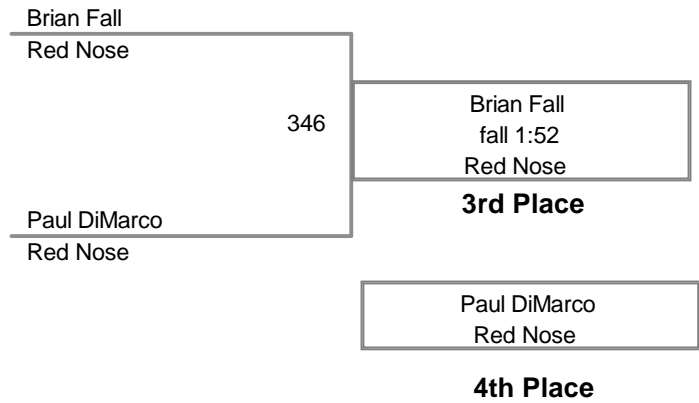 Brian Fall
Red Nose
346
Brian Fall
fall 1:52
Red Nose
3rd Place
Paul DiMarco
Red Nose
Paul DiMarco
Red Nose
4th Place